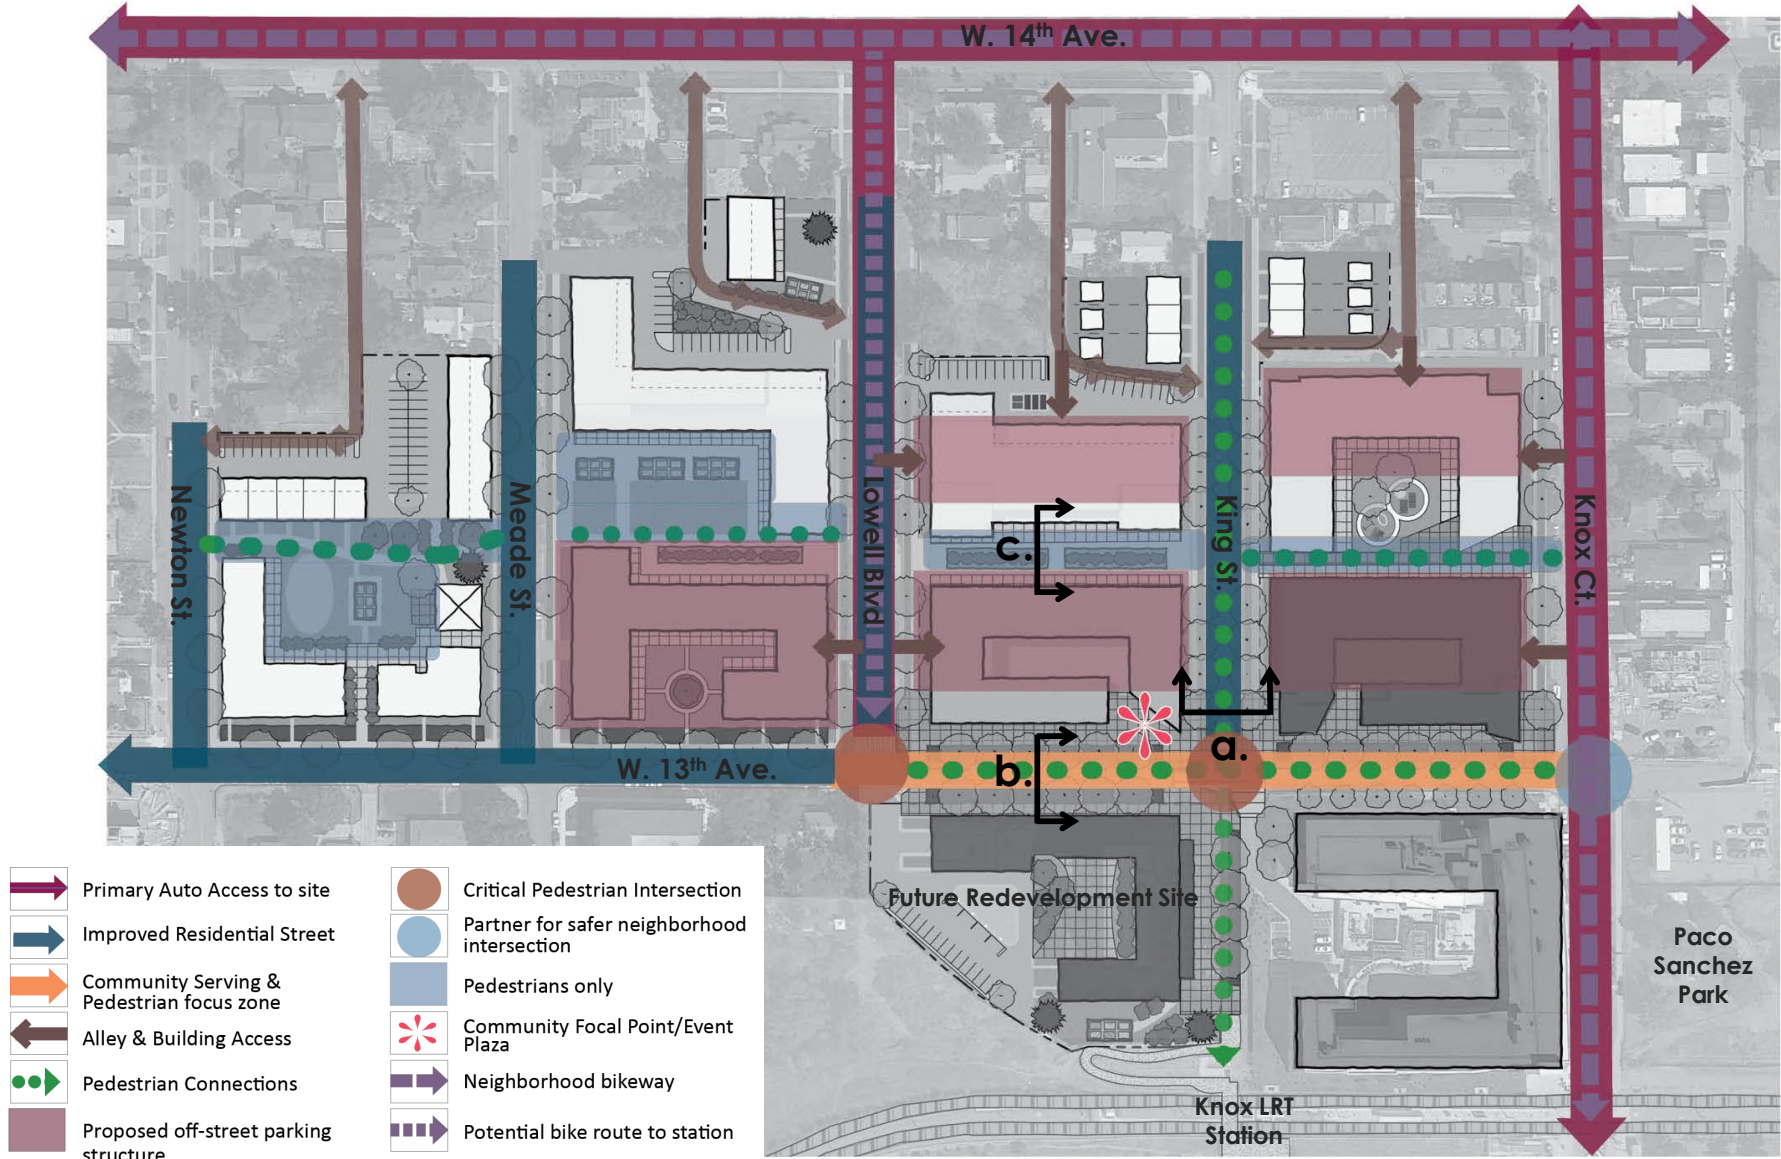 W. 14th Ave.
Newton St.
Meade St.
Lowell Blvd
King St.
Knox Ct.
c.
a.
b.
W. 13th Ave.
Future Redevelopment Site
Paco
Sanchez
Park
Knox LRT
Station
Primary Auto Access to site
Improved Residential Street
Community Serving &
Pedestrian focus zone
Alley & Building Access
Pedestrian Connections
Proposed off-street parking
structure
Critical Pedestrian Intersection
Partner for safer neighborhood
intersection
Pedestrians only
Community Focal Point/Event
Plaza
Neighborhood bikeway
Potential bike route to station